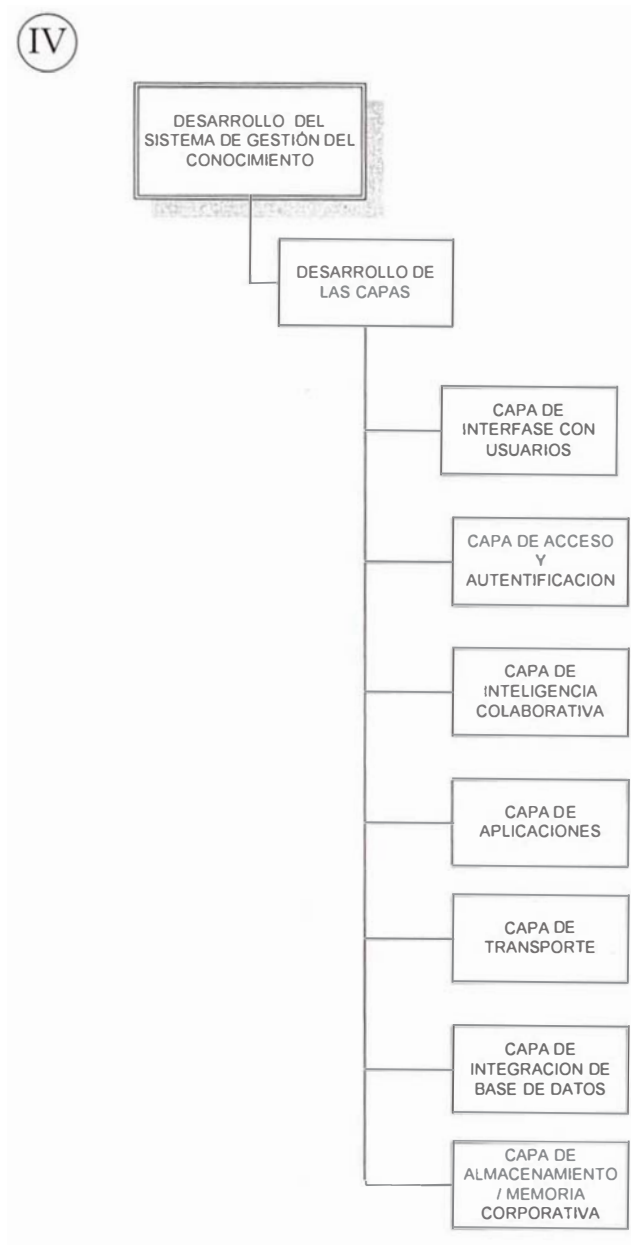 IV
DESARROLLO DEL
SISTEMA DE GESTIÓN DEL
CONOCIMIENTO
DESARROLLO DE
LAS CAPAS
CAPA DE
INTERFASE CON
USUARIOS
CAPA DE ACCESO
Y
AUTENTIFICACION
CAPA DE
INTELIGENCIA
COLABORATIVA
CAPA DE
APLICACIONES
CAPA DE
TRANSPORTE
CAPA DE
INTEGRACION DE
BASE DE DATOS
CAPA DE
ALMACENAMIENTO
/ MEMORIA
CORPORATIVA